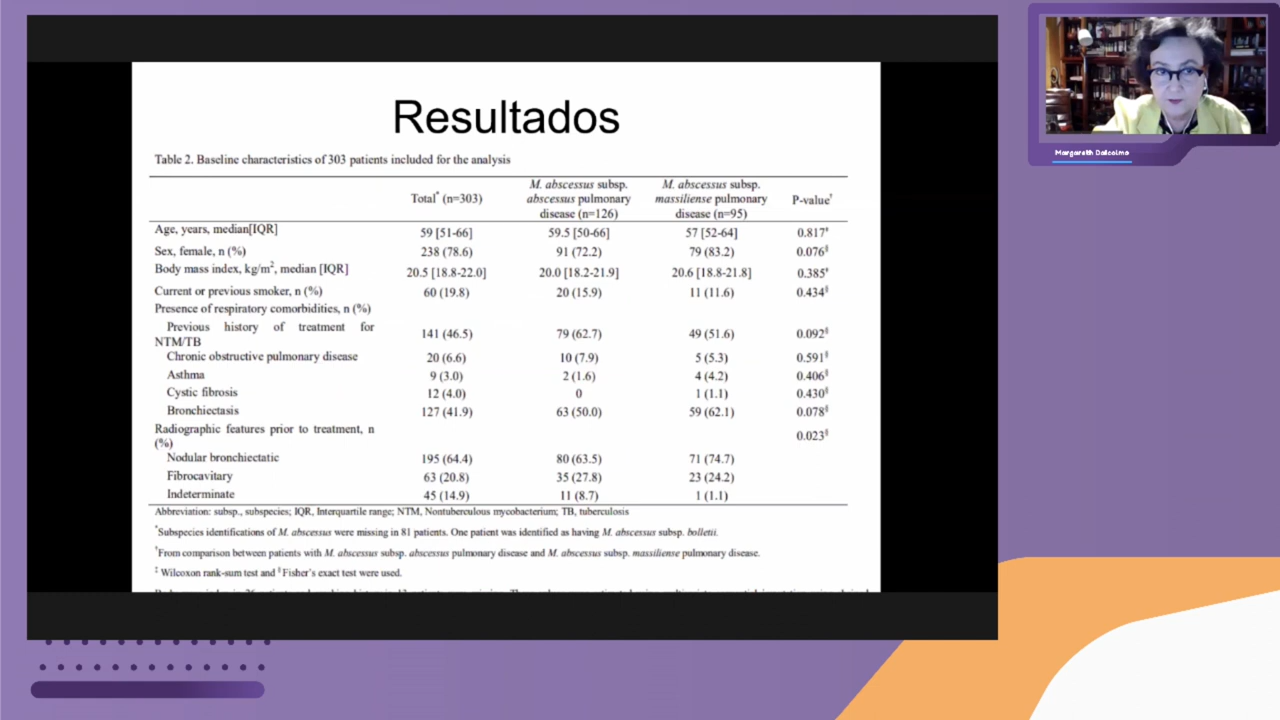 Resultados
Table 2. Baseline characteristics of 303 patients included for the analysis
Total* (n=303)
M. abscessus subsp. abscessus pulmonary disease (n=126)
M. abscessus subsp. massiliense pulmonary disease (n=95)
P-value†
Age, years, median[IQR] 59 [51-66] 59.5 [50-66] 57 [52-64] 0.817‡
Sex, female, n (%) 238 (78.6) 91 (72.2) 79 (83.2) 0.076§
Body mass index, kg/m², median [IQR] 20.5 [18.8-22.0] 20.0 [18.2-21.9] 20.6 [18.8-21.8] 0.385‡
Current or previous smoker, n (%) 60 (19.8) 20 (15.9) 11 (11.6) 0.434§
Presence of respiratory comorbidities, n (%)
Previous history of treatment for
NTM/TB 141 (46.5) 79 (62.7) 49 (51.6) 0.092§
Chronic obstructive pulmonary disease 20 (6.6) 10 (7.9) 5 (5.3) 0.591§
Asthma 9 (3.0) 2 (1.6) 4 (4.2) 0.406§
Cystic fibrosis 12 (4.0) 0 1 (1.1) 0.430§
Bronchiectasis 127 (41.9) 63 (50.0) 59 (62.1) 0.078§
Radiographic features prior to treatment, n
(%) 0.023§
Nodular bronchiectatic 195 (64.4) 80 (63.5) 71 (74.7)
Fibrocavitary 63 (20.8) 35 (27.8) 23 (24.2)
Indeterminate 45 (14.9) 11 (8.7) 1 (1.1)
Abbreviation: subsp., subspecies; IQR, Interquartile range; NTM, Nontuberculous mycobacterium; TB, tuberculosis
*Subspecies identifications of M. abscessus were missing in 81 patients. One patient was identified as having M. abscessus subsp. bolletii.
†From comparison between patients with M. abscessus subsp. abscessus pulmonary disease and M. abscessus subsp. massiliense pulmonary disease.
‡ Wilcoxon rank-sum test and §Fisher's exact test were used.
Margareth Dalcolmo